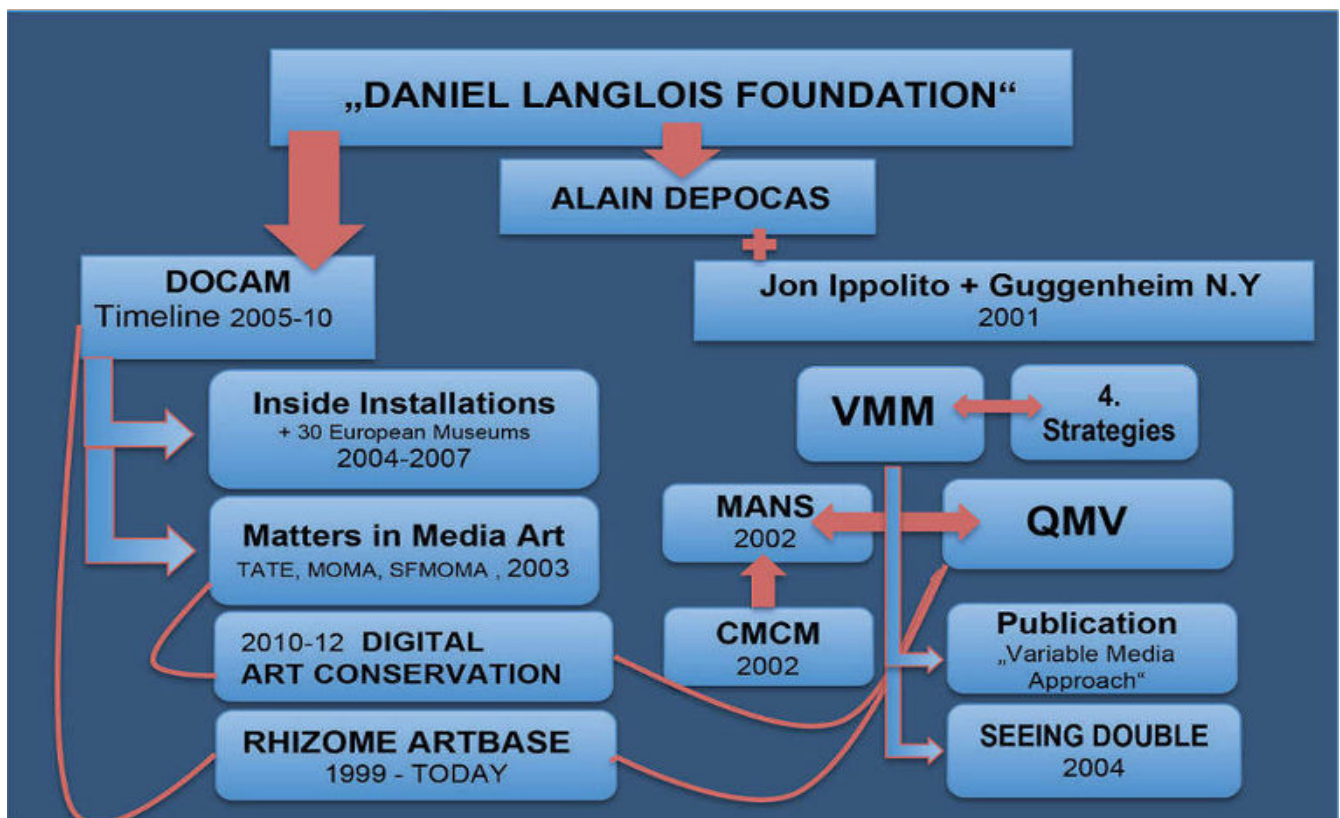 „DANIEL LANGLOIS FOUNDATION“
ALAIN DEPOCAS
DOCAM
Timeline 2005-10
Jon Ippolito + Guggenheim N.Y
2001
Inside Installations
+ 30 European Museums
2004-2007
VMM
4.
Strategies
Matters in Media Art
TATE, MOMA, SFMOMA , 2003
MANS
2002
QMV
2010-12 DIGITAL
ART CONSERVATION
CMCM
2002
Publication
„Variable Media
Approach“
RHIZOME ARTBASE
1999 - TODAY
SEEING DOUBLE
2004